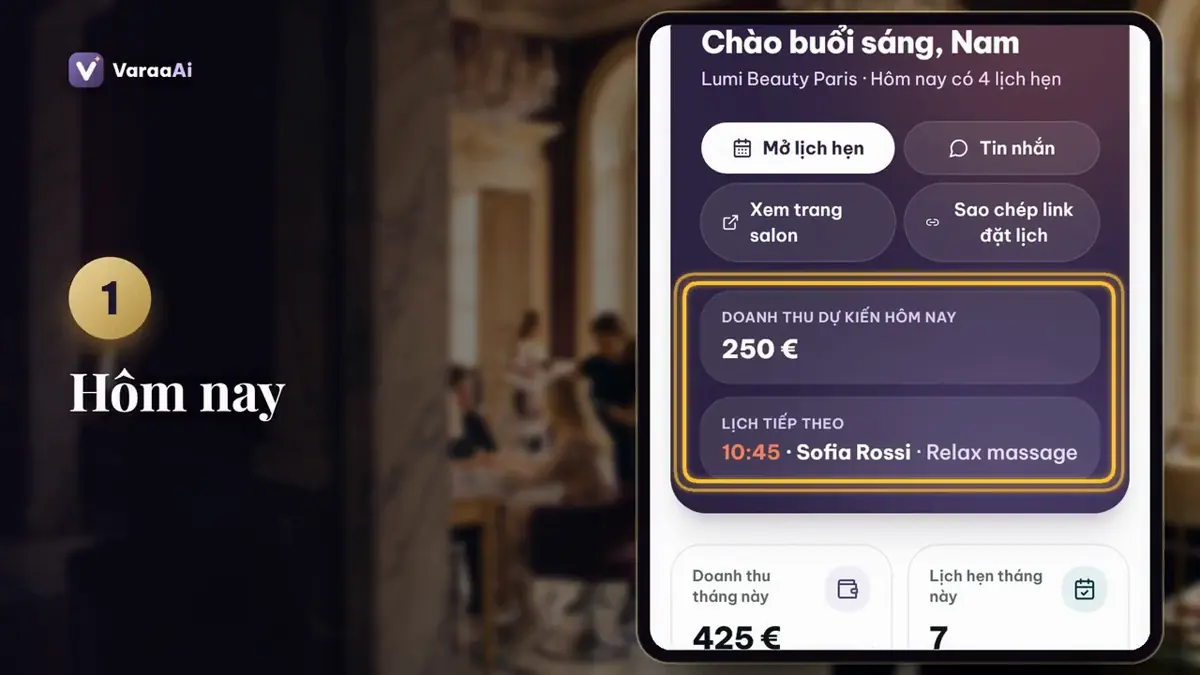 VaraaAi
1
Hôm nay
Chào buổi sáng, Nam
Lumi Beauty Paris · Hôm nay có 4 lịch hẹn
Mở lịch hẹn
Tin nhắn
Xem trang
salon
Sao chép link
đặt lịch
DOANH THU DỰ KIẾN HÔM NAY
250 €
LỊCH TIẾP THEO
10:45 · Sofia Rossi · Relax massage
Doanh thu
tháng này
425 €
Lịch hẹn tháng
này
7